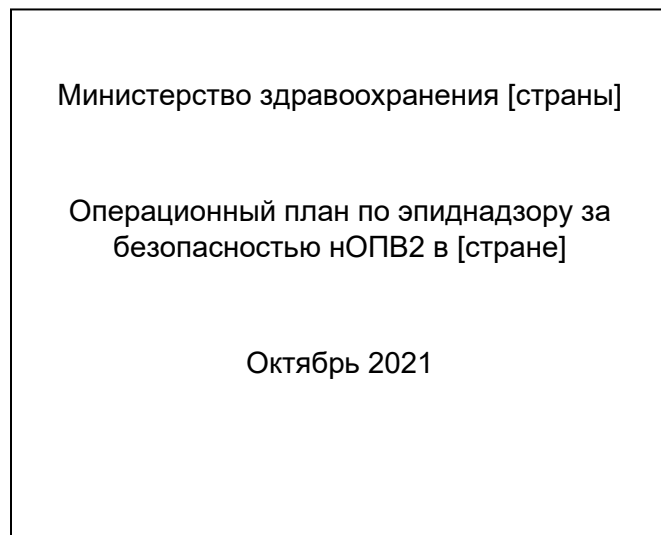 Министерство здравоохранения [страны]
Операционный план по эпиднадзору за
безопасностью нОПВ2 в [стране]
Октябрь 2021